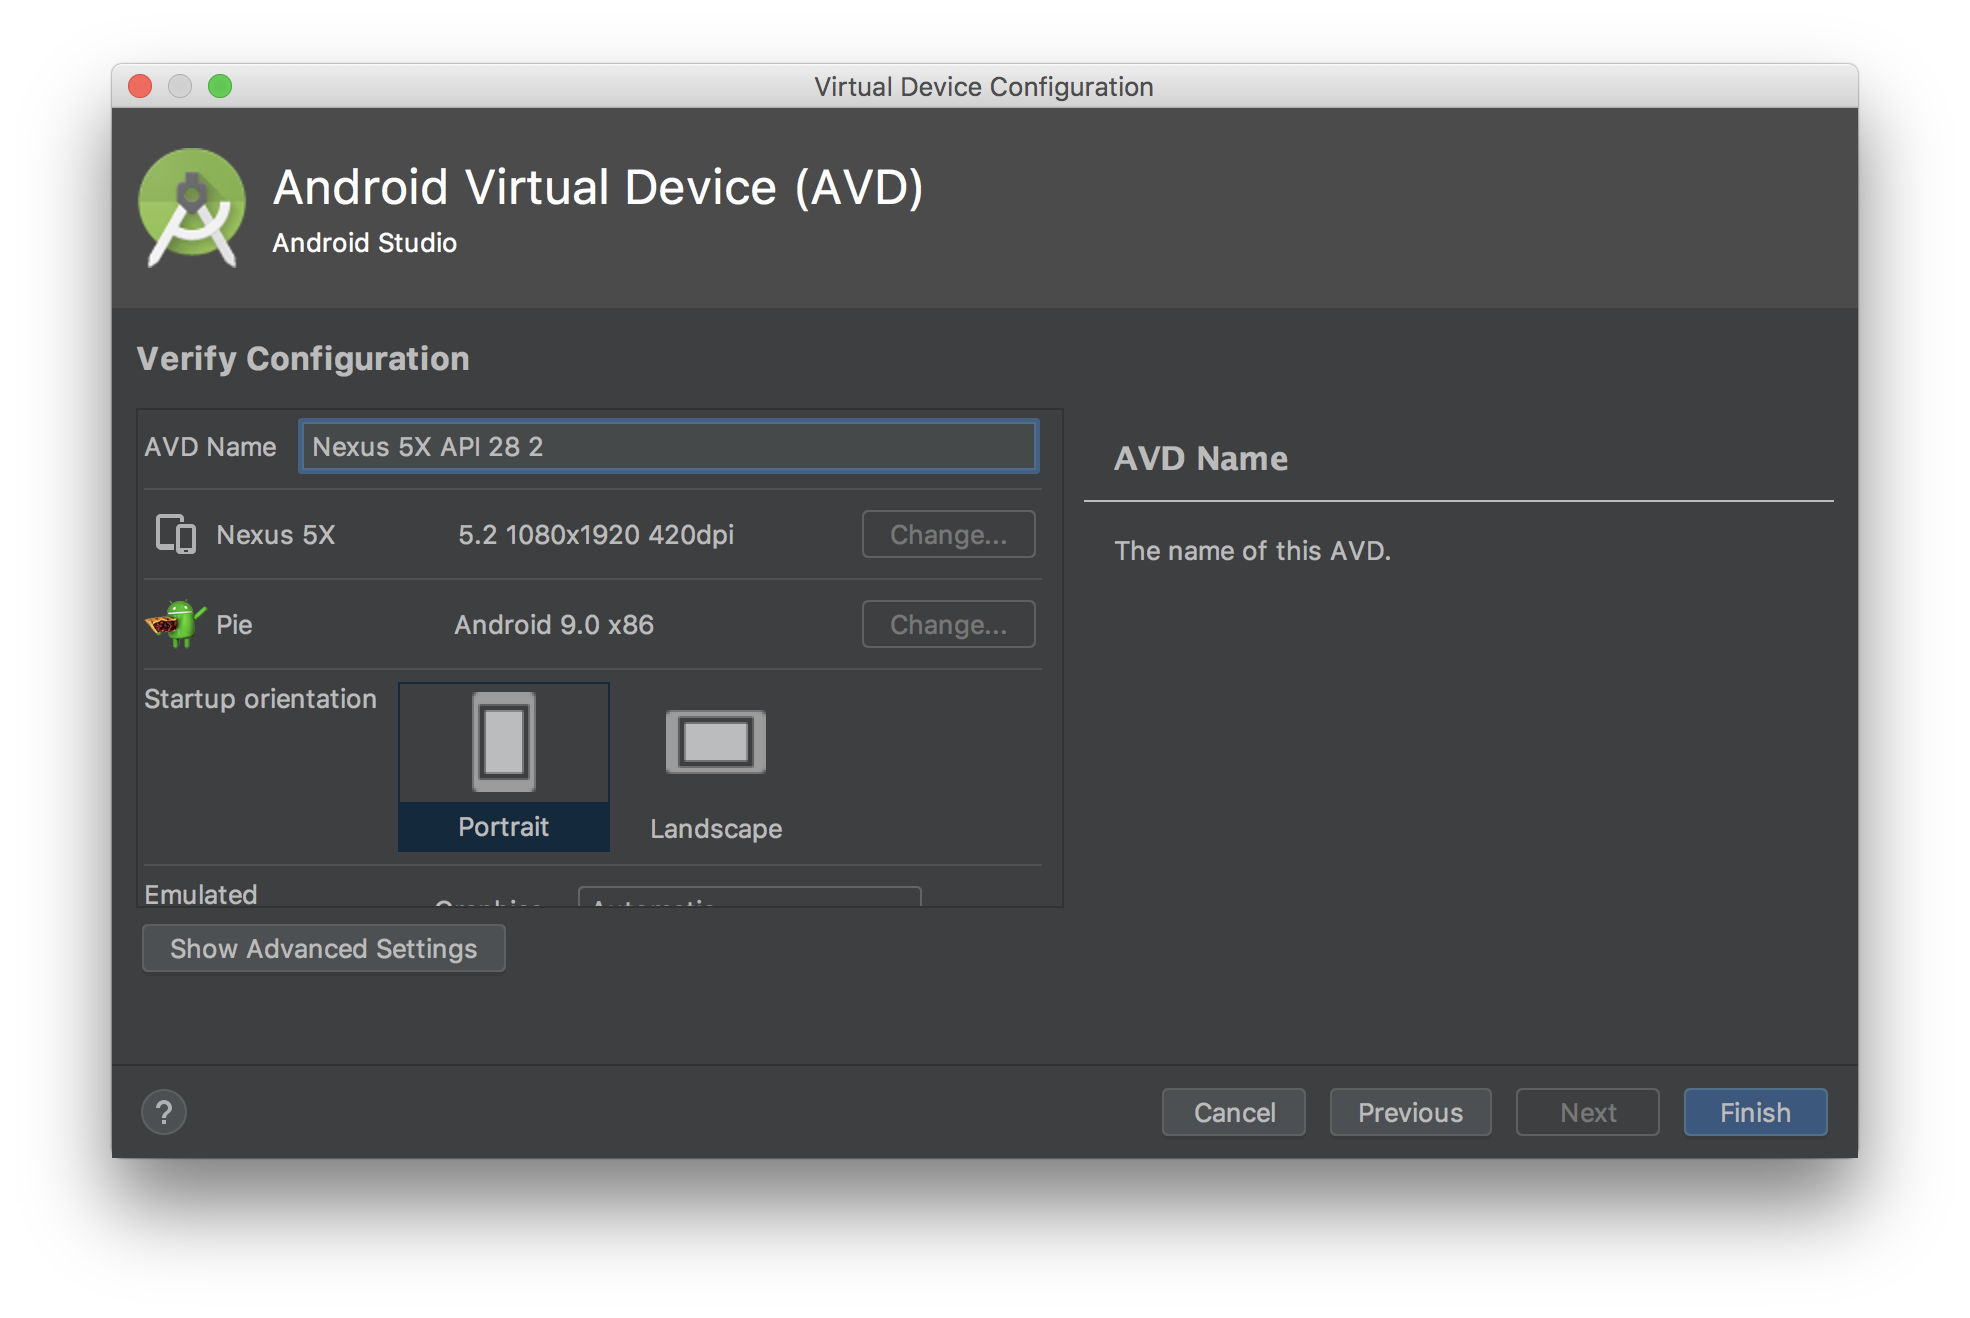 Virtual Device Configuration
Android Virtual Device (AVD)
Android Studio
Verify Configuration
AVD Name
Nexus 5X API 28 2
Nexus 5X
5.2 1080x1920 420dpi
Change...
Pie
Android 9.0 x86
Change...
Startup orientation
Portrait
Landscape
Emulated
Show Advanced Settings
AVD Name
The name of this AVD.
?
Cancel
Previous
Next
Finish